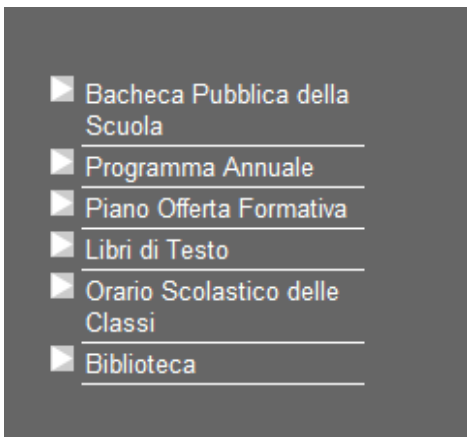 Bacheca Pubblica della
Scuola
Programma Annuale
Piano Offerta Formativa
Libri di Testo
Orario Scolastico delle
Classi
Biblioteca